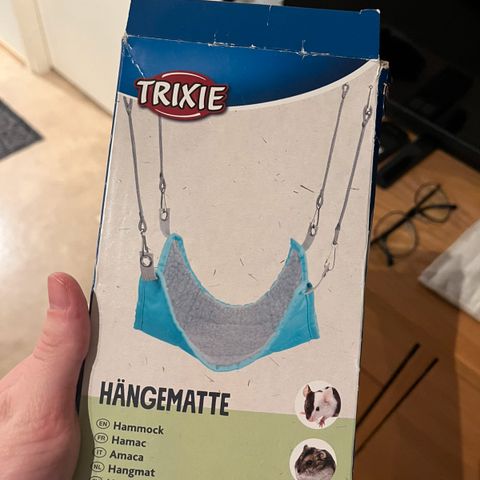 TRIXIE
HÄNGEMATTE
EN Hammock
FR Hamac
IT Amaca
NL Hangmat